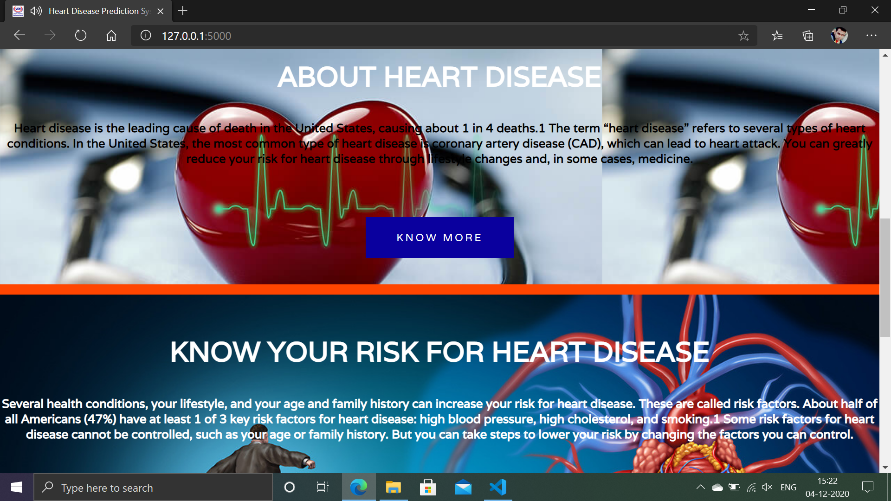 Heart Disease Prediction Sy
127.0.0.1:5000
ABOUT HEART DISEASE
Heart disease is the leading cause of death in the United States, causing about 1 in 4 deaths.1 The term “heart disease” refers to several types of heart
conditions. In the United States, the most common type of heart disease is coronary artery disease (CAD), which can lead to heart attack. You can greatly
reduce your risk for heart disease through lifestyle changes and, in some cases, medicine.
KNOW MORE
KNOW YOUR RISK FOR HEART DISEASE
Several health conditions, your lifestyle, and your age and family history can increase your risk for heart disease. These are called risk factors. About half of
all Americans (47%) have at least 1 of 3 key risk factors for heart disease: high blood pressure, high cholesterol, and smoking.1 Some risk factors for heart
disease cannot be controlled, such as your age or family history. But you can take steps to lower your risk by changing the factors you can control.
Type here to search
ENG
15:22
04-12-2020